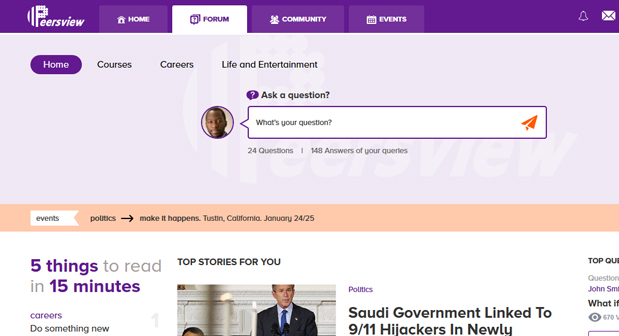 Peersview
HOME
FORUM
COMMUNITY
EVENTS
Home
Courses
Careers
Life and Entertainment
Ask a question?
What's your question?
24 Questions | 148 Answers of your queries
events
politics → make it happens. Tustin, California. January 24/25
5 things to read
in 15 minutes
careers
Do something new
1
TOP STORIES FOR YOU
Politics
Saudi Government Linked To
9/11 Hijackers In Newly
TOP QUE
Question
John Smi
What if
670 V